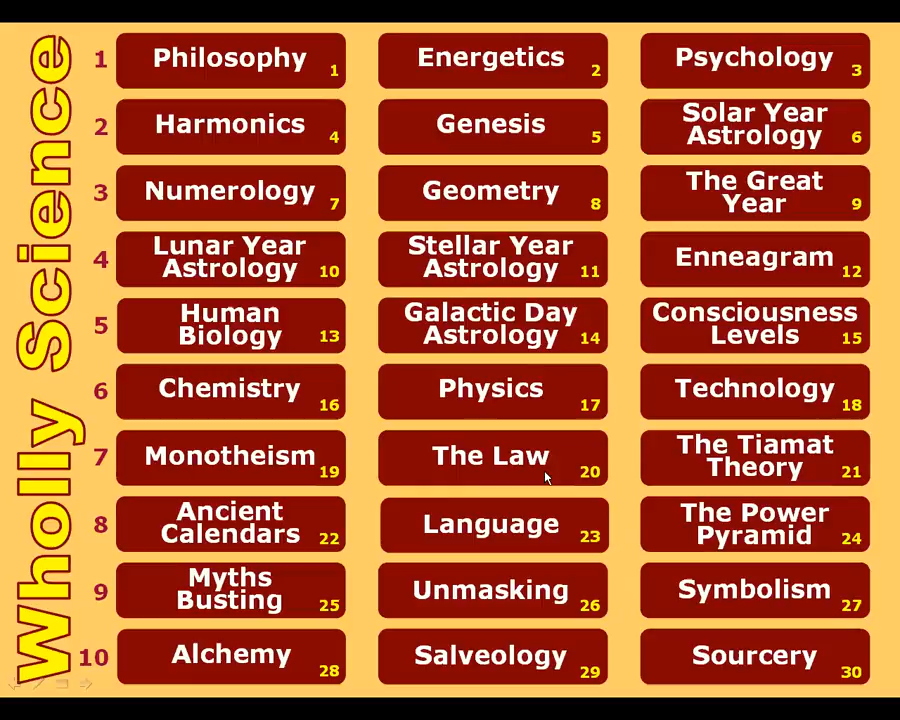 Wholly Science
1
Philosophy
1
Energetics
2
Psychology
3
2
Harmonics
4
Genesis
5
Solar Year
Astrology
6
3
Numerology
7
Geometry
8
The Great
Year
9
4
Lunar Year
Astrology
10
Stellar Year
Astrology
11
Enneagram
12
5
Human
Biology
13
Galactic Day
Astrology
14
Consciousness
Levels
15
6
Chemistry
16
Physics
17
Technology
18
7
Monotheism
19
The Law
20
The Tiamat
Theory
21
8
Ancient
Calendars
22
Language
23
The Power
Pyramid
24
9
Myths
Busting
25
Unmasking
26
Symbolism
27
10
Alchemy
28
Salveology
29
Sourcery
30